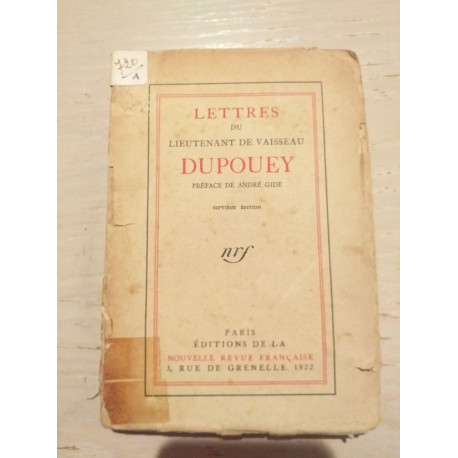 120
A
LETTRES
DU
LIEUTENANT DE VAISSEAU
DUPOUEY
PRÉFACE DE ANDRÉ GIDE
SEPTIÈME ÉDITION
nrf
PARIS
ÉDITIONS DE LA
NOUVELLE REVUE FRANÇAISE
3, RUE DE GRENELLE. 1922